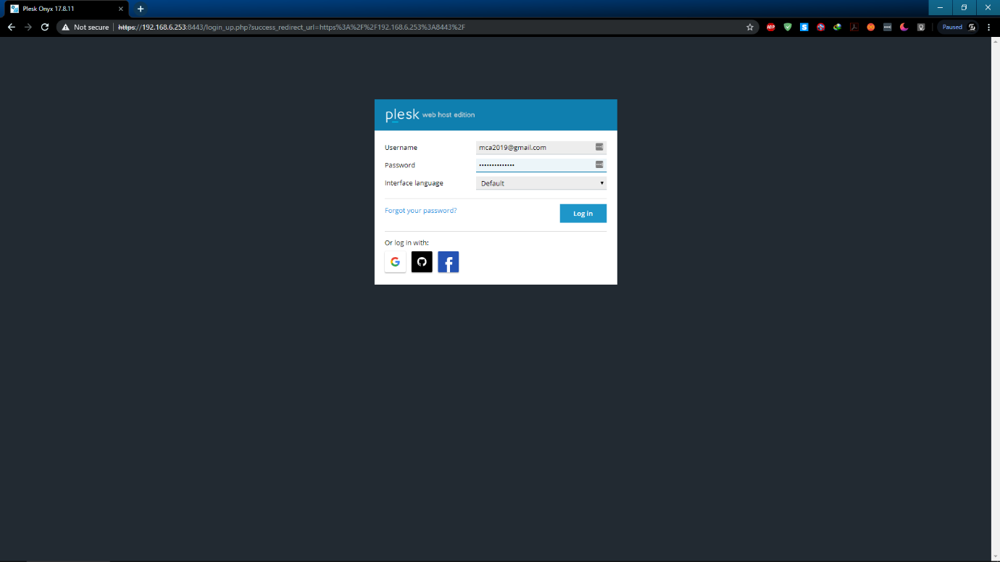 Plesk Onyx 17.8.11
Not secure https://192.168.6.253:8443/login_up.php?success_redirect_url=https%3A%2F%2F192.168.6.253%3A8443%2F
ABP
Paused
plesk web host edition
Username mca2019@gmail.com
Password ••••••••••••••
Interface language Default
Forgot your password? Log in
Or log in with: